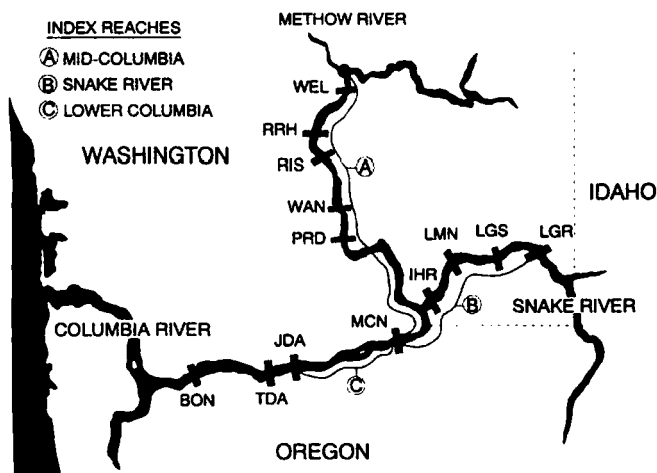 INDEX REACHES
Ⓐ MID-COLUMBIA
Ⓑ SNAKE RIVER
Ⓒ LOWER COLUMBIA
METHOW RIVER
WEL
RRH
WASHINGTON
RIS
A
IDAHO
WAN
PRD
LMN
LGS
LGR
IHR
B
SNAKE RIVER
MCN
COLUMBIA RIVER
JDA
C
BON
TDA
OREGON